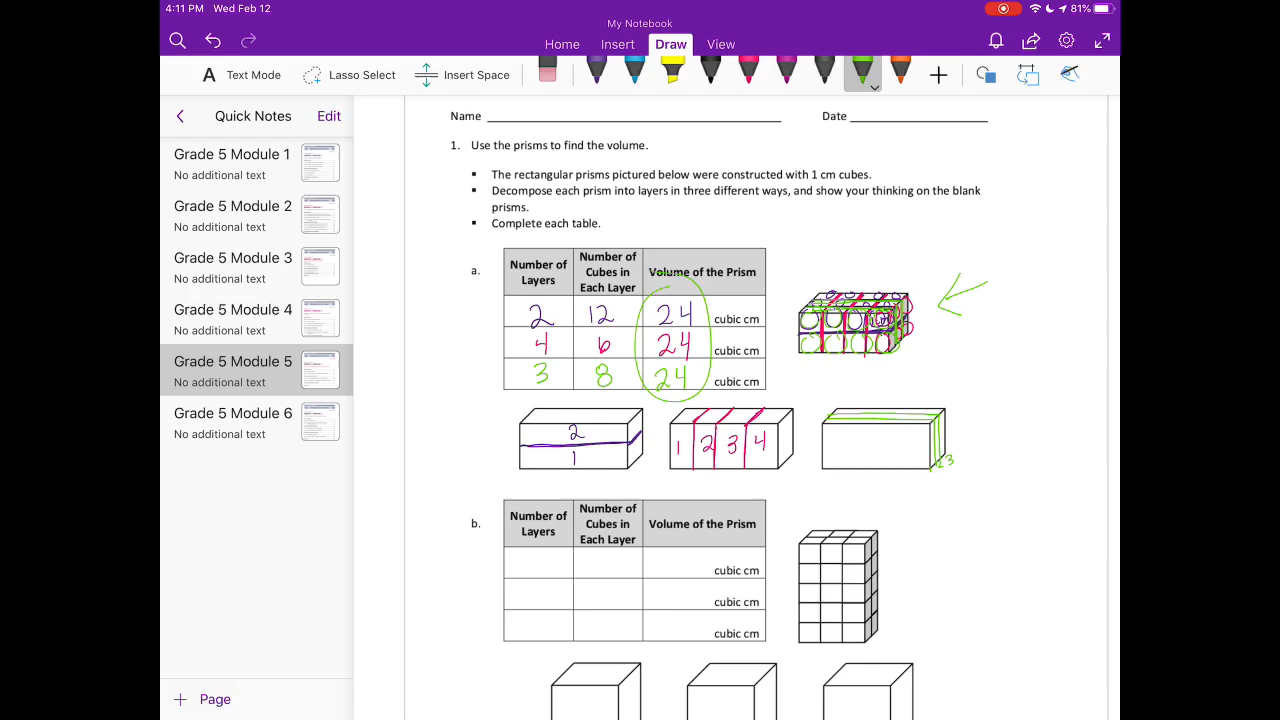 4:11 PM Wed Feb 12
81%
My Notebook
Home Insert Draw View
A Text Mode Lasso Select Insert Space
Quick Notes Edit
Grade 5 Module 1
No additional text
Grade 5 Module 2
No additional text
Grade 5 Module 3
No additional text
Grade 5 Module 4
No additional text
Grade 5 Module 5
No additional text
Grade 5 Module 6
No additional text
+ Page
Name Date
1. Use the prisms to find the volume.
▪ The rectangular prisms pictured below were constructed with 1 cm cubes.
▪ Decompose each prism into layers in three different ways, and show your thinking on the blank
prisms.
▪ Complete each table.
a.
Number of Layers Number of Cubes in Each Layer Volume of the Prism
2 12 24 cubic cm
4 6 24 cubic cm
3 8 24 cubic cm
2
1
1 2 3 4
2 3
b.
Number of Layers Number of Cubes in Each Layer Volume of the Prism
cubic cm
cubic cm
cubic cm